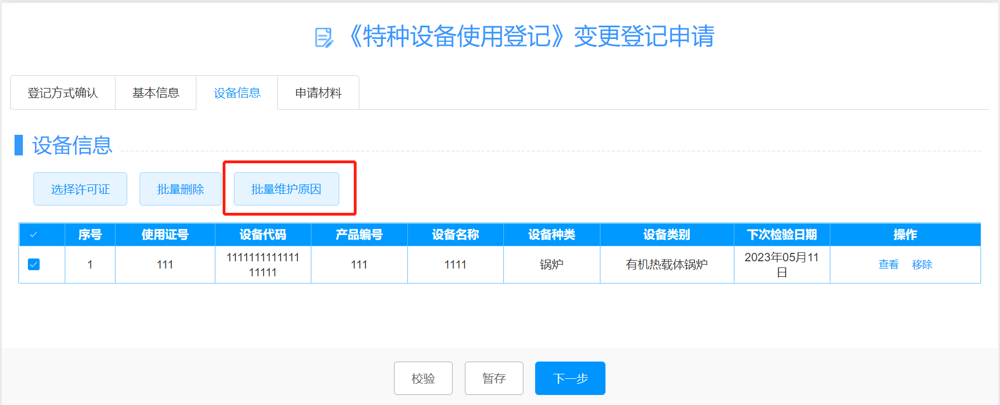 《特种设备使用登记》变更登记申请
登记方式确认 基本信息 设备信息 申请材料
设备信息
选择许可证 批量删除 批量维护原因
序号 使用证号 设备代码 产品编号 设备名称 设备种类 设备类别 下次检验日期 操作
1 111 1111111111111 111 1111 锅炉 有机热载体锅炉 2023年05月11 查看 移除
11111 日
校验 暂存 下一步